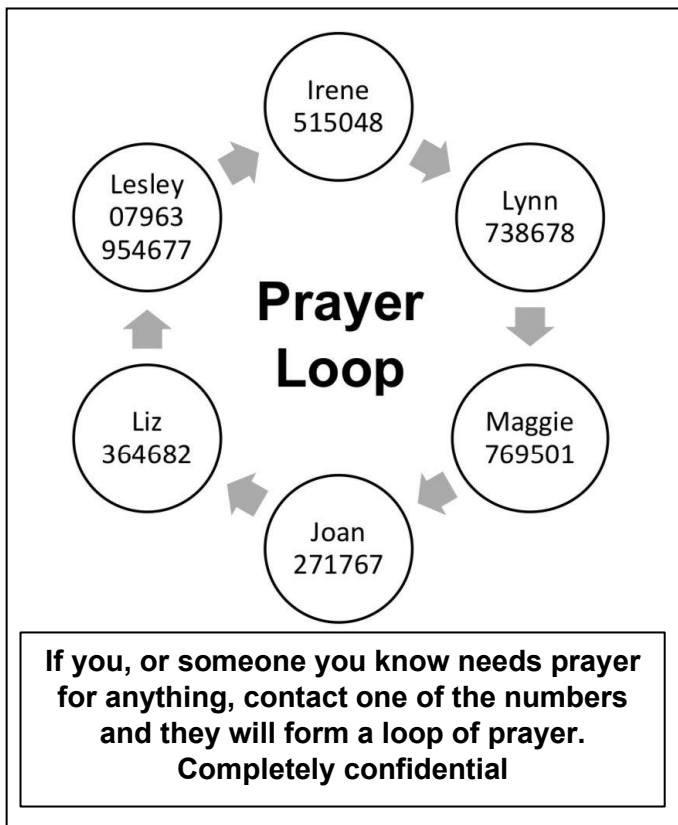 Irene
515048
Lynn
738678
Maggie
769501
Joan
271767
Liz
364682
Lesley
07963
954677
Prayer
Loop
If you, or someone you know needs prayer
for anything, contact one of the numbers
and they will form a loop of prayer.
Completely confidential